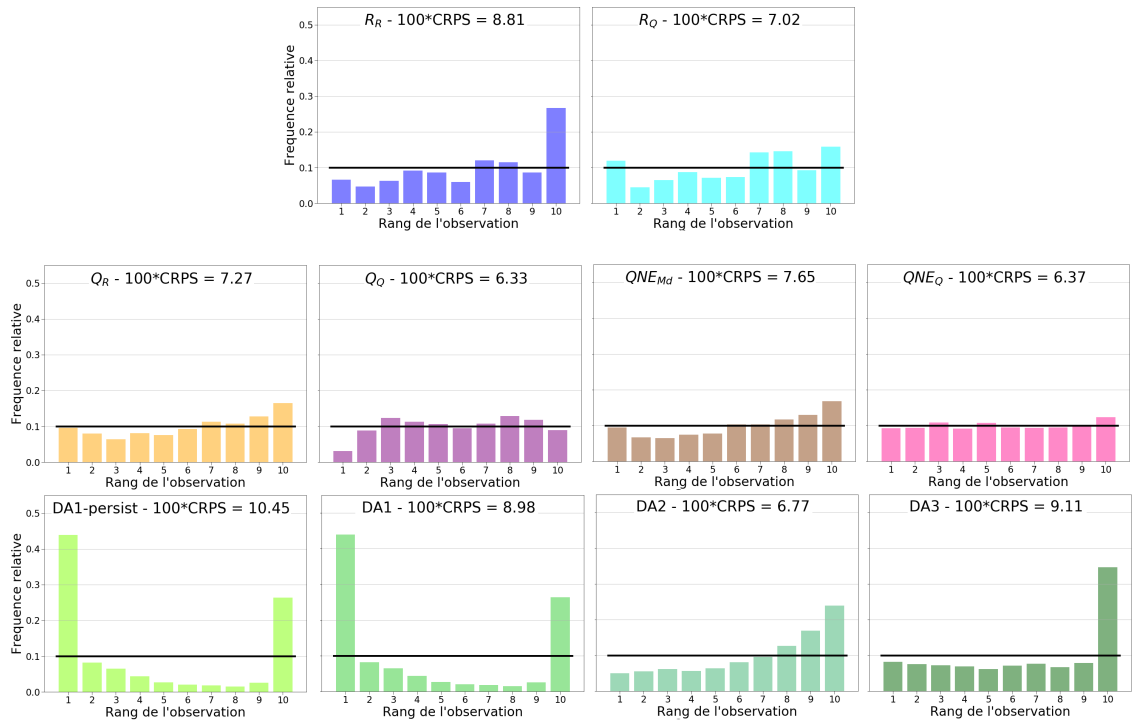 R_R - 100*CRPS = 8.81
R_Q - 100*CRPS = 7.02
Frequence relative
0.5
0.4
0.3
0.2
0.1
0.0
1 2 3 4 5 6 7 8 9 10
1 2 3 4 5 6 7 8 9 10
Rang de l'observation
Rang de l'observation
Q_R - 100*CRPS = 7.27
Q_Q - 100*CRPS = 6.33
QNE_Md - 100*CRPS = 7.65
QNE_Q - 100*CRPS = 6.37
Frequence relative
0.5
0.4
0.3
0.2
0.1
0.0
1 2 3 4 5 6 7 8 9 10
1 2 3 4 5 6 7 8 9 10
1 2 3 4 5 6 7 8 9 10
1 2 3 4 5 6 7 8 9 10
Rang de l'observation
Rang de l'observation
Rang de l'observation
Rang de l'observation
DA1-persist - 100*CRPS = 10.45
DA1 - 100*CRPS = 8.98
DA2 - 100*CRPS = 6.77
DA3 - 100*CRPS = 9.11
Frequence relative
0.5
0.4
0.3
0.2
0.1
0.0
1 2 3 4 5 6 7 8 9 10
1 2 3 4 5 6 7 8 9 10
1 2 3 4 5 6 7 8 9 10
1 2 3 4 5 6 7 8 9 10
Rang de l'observation
Rang de l'observation
Rang de l'observation
Rang de l'observation